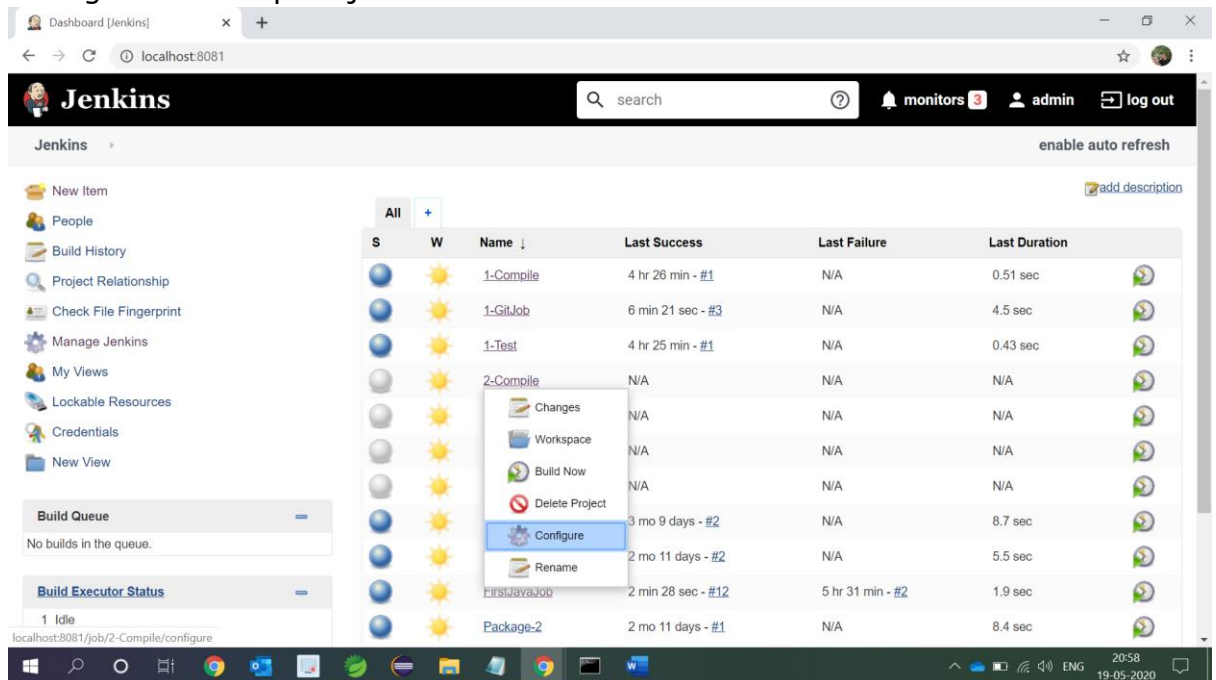 Dashboard [Jenkins]
localhost:8081
Jenkins
search
monitors 3
admin
log out
Jenkins
enable auto refresh
New Item
People
Build History
Project Relationship
Check File Fingerprint
Manage Jenkins
My Views
Lockable Resources
Credentials
New View
Build Queue
No builds in the queue.
Build Executor Status
1 Idle
localhost:8081/job/2-Compile/configure
add description
All +
S W Name ↓ Last Success Last Failure Last Duration
1-Compile 4 hr 26 min - #1 N/A 0.51 sec
1-GitJob 6 min 21 sec - #3 N/A 4.5 sec
1-Test 4 hr 25 min - #1 N/A 0.43 sec
2-Compile N/A N/A N/A
N/A N/A N/A
N/A N/A N/A
N/A N/A N/A
3 mo 9 days - #2 N/A 8.7 sec
2 mo 11 days - #2 N/A 5.5 sec
FirstJavaJob 2 min 28 sec - #12 5 hr 31 min - #2 1.9 sec
Package-2 2 mo 11 days - #1 N/A 8.4 sec
Changes
Workspace
Build Now
Delete Project
Configure
Rename
ENG
20:58
19-05-2020